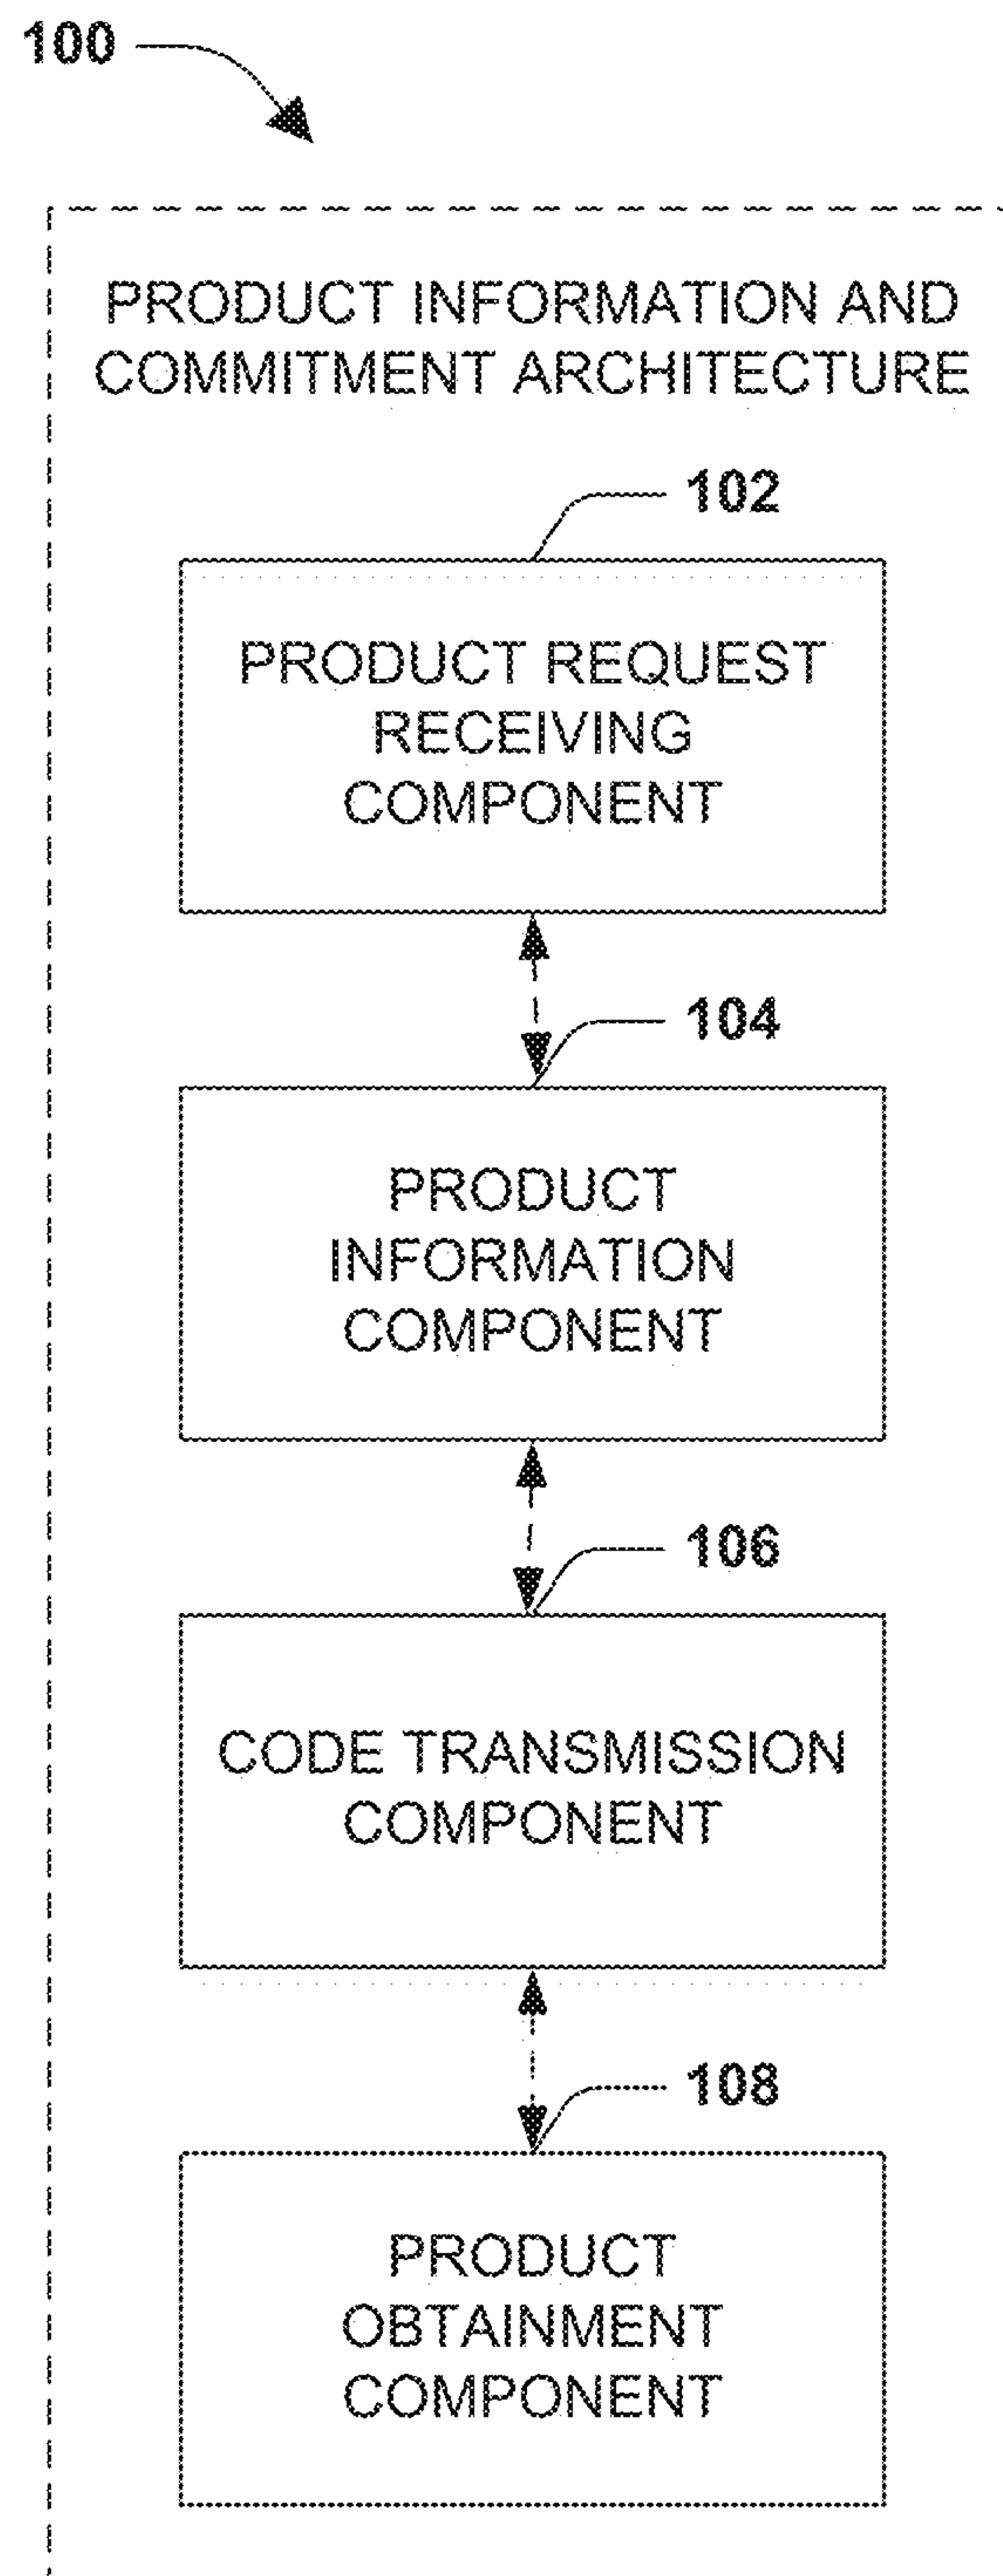 100
PRODUCT INFORMATION AND
COMMITMENT ARCHITECTURE
102
PRODUCT REQUEST
RECEIVING
COMPONENT
104
PRODUCT
INFORMATION
COMPONENT
106
CODE TRANSMISSION
COMPONENT
108
PRODUCT
OBTAINMENT
COMPONENT